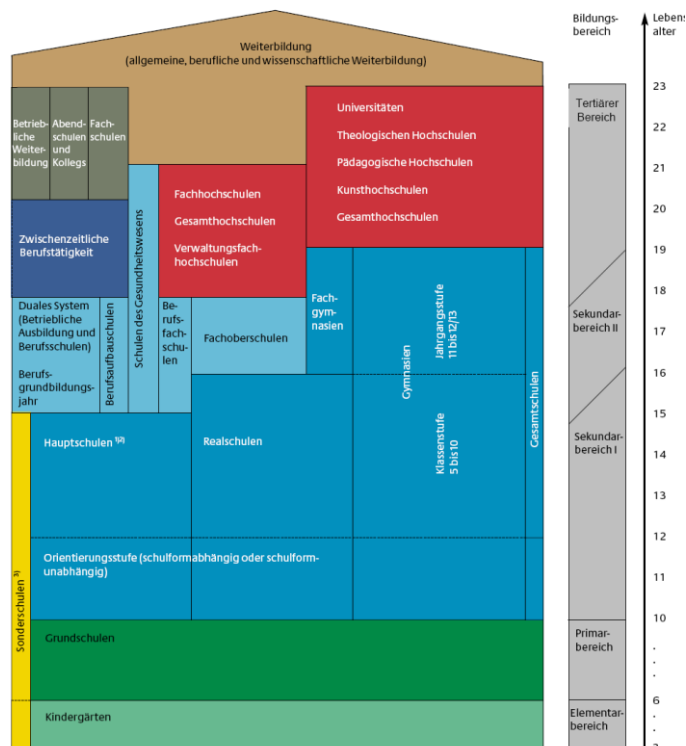 Weiterbildung
(allgemeine, berufliche und wissenschaftliche Weiterbildung)
Bildungs-
bereich
Lebens
alter
Betrieb-
liche
Weiter-
bildung
Abend-
schulen
und
Kollegs
Fach-
schulen
Zwischenzeitliche
Berufstätigkeit
Duales System
(Betriebliche
Ausbildung und
Berufsschulen)
Berufs-
grundbildungs-
jahr
Berufsaufbauschulen
Schulen des Gesundheitswesens
Fachhochschulen
Gesamthochschulen
Verwaltungsfach-
hochschulen
Be-
rufs-
fach-
schu-
len
Fachoberschulen
Universitäten
Theologischen Hochschulen
Pädagogische Hochschulen
Kunsthochschulen
Gesamthochschulen
Fach-
gym-
nasien
Gymnasien
Jahrgangsstufe
11 bis 12/13
Klassenstufe
5 bis 10
Gesamtschulen
Hauptschulen 1)2)
Realschulen
Orientierungsstufe (schulformabhängig oder schulform-
unabhängig)
Sonderschulen 3)
Grundschulen
Kindergärten
Tertiärer
Bereich
Sekundar-
bereich II
Sekundar-
bereich I
Primar-
bereich
Elementar-
bereich
23
22
21
20
19
18
17
16
15
14
13
12
11
10
.
.
6
.
.